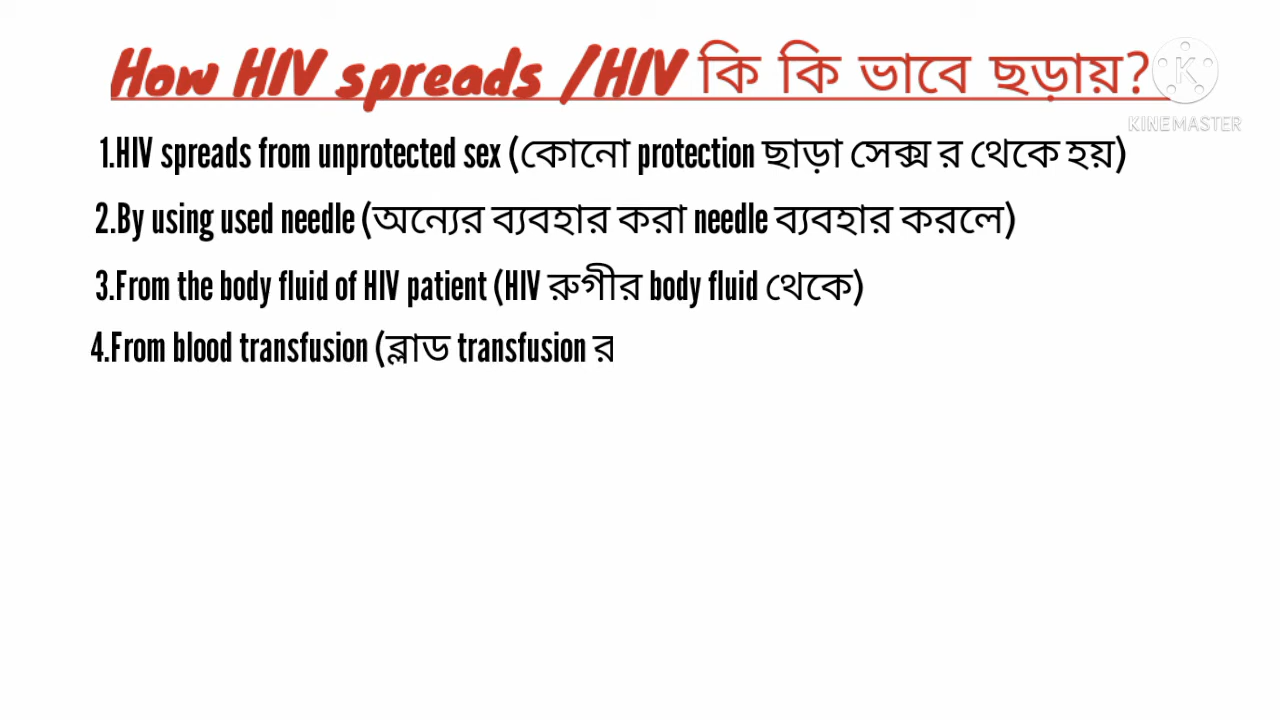 How HIV spreads /HIV কি কি ভাবে ছড়ায়?
KINEMASTER
1.HIV spreads from unprotected sex (কোনো protection ছাড়া সেক্স র থেকে হয়)
2.By using used needle (অন্যের ব্যবহার করা needle ব্যবহার করলে)
3.From the body fluid of HIV patient (HIV রুগীর body fluid থেকে)
4.From blood transfusion (ব্লাড transfusion র